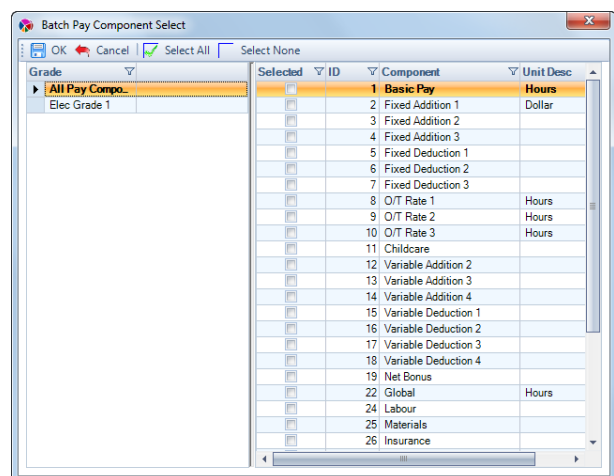 Batch Pay Component Select
OK Cancel Select All Select None
Grade
All Pay Compo...
Elec Grade 1
Selected ID Component Unit Desc
1 Basic Pay Hours
2 Fixed Addition 1 Dollar
3 Fixed Addition 2
4 Fixed Addition 3
5 Fixed Deduction 1
6 Fixed Deduction 2
7 Fixed Deduction 3
8 O/T Rate 1 Hours
9 O/T Rate 2 Hours
10 O/T Rate 3 Hours
11 Childcare
12 Variable Addition 2
13 Variable Addition 3
14 Variable Addition 4
15 Variable Deduction 1
16 Variable Deduction 2
17 Variable Deduction 3
18 Variable Deduction 4
19 Net Bonus
22 Global Hours
24 Labour
25 Materials
26 Insurance